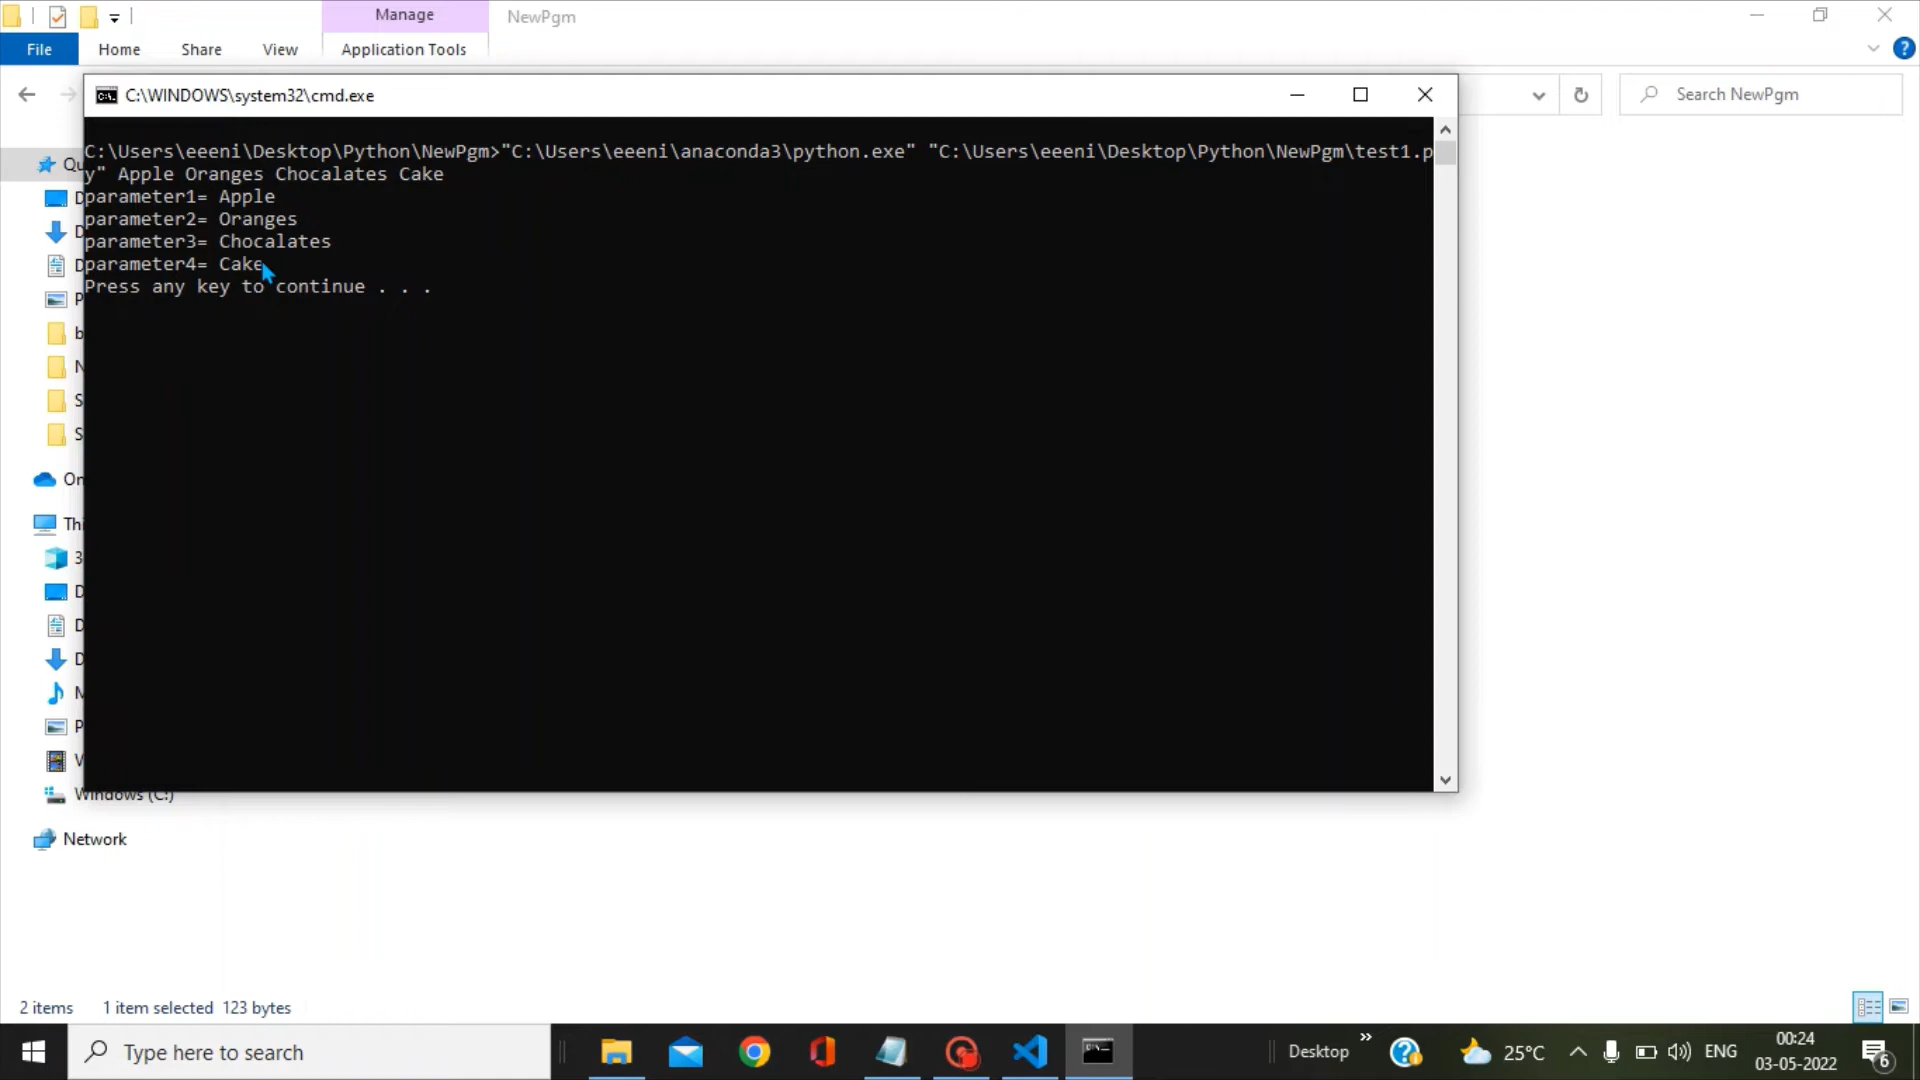 Manage
NewPgm
File
Home
Share
View
Application Tools
C:\WINDOWS\system32\cmd.exe
Search NewPgm
C:\Users\eeeni\Desktop\Python\NewPgm>"C:\Users\eeeni\anaconda3\python.exe" "C:\Users\eeeni\Desktop\Python\NewPgm\test1.p
y" Apple Oranges Chocalates Cake
parameter1= Apple
parameter2= Oranges
parameter3= Chocalates
parameter4= Cake
Press any key to continue . . .
Windows (C:)
Network
2 items
1 item selected 123 bytes
Type here to search
Desktop
25°C
ENG
00:24
03-05-2022
6